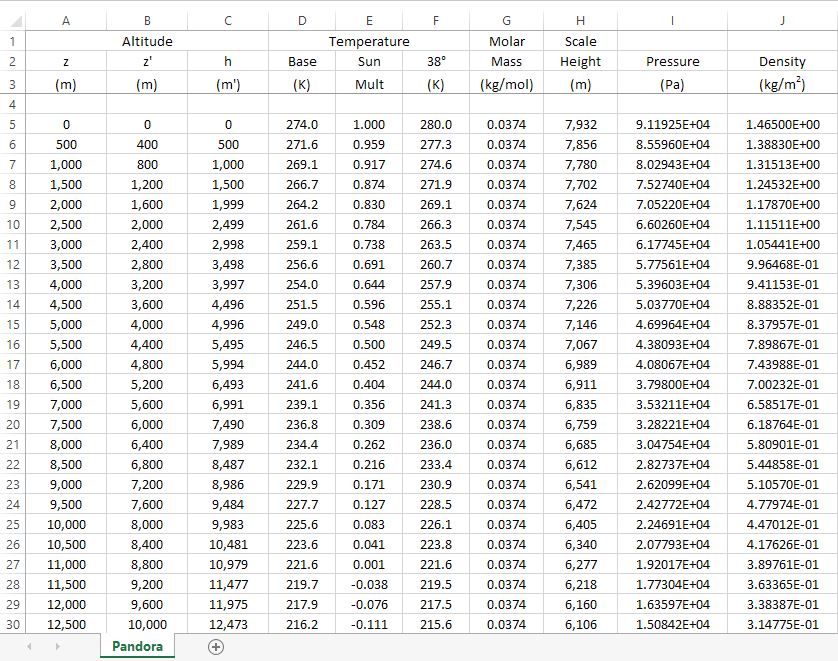 A B C D E F G H I J
1 Altitude Temperature Molar Scale
2 z z' h Base Sun 38° Mass Height Pressure Density
3 (m) (m) (m') (K) Mult (K) (kg/mol) (m) (Pa) (kg/m²)
4
5 0 0 0 274.0 1.000 280.0 0.0374 7,932 9.11925E+04 1.46500E+00
6 500 400 500 271.6 0.959 277.3 0.0374 7,856 8.55960E+04 1.38830E+00
7 1,000 800 1,000 269.1 0.917 274.6 0.0374 7,780 8.02943E+04 1.31513E+00
8 1,500 1,200 1,500 266.7 0.874 271.9 0.0374 7,702 7.52740E+04 1.24532E+00
9 2,000 1,600 1,999 264.2 0.830 269.1 0.0374 7,624 7.05220E+04 1.17870E+00
10 2,500 2,000 2,499 261.6 0.784 266.3 0.0374 7,545 6.60260E+04 1.11511E+00
11 3,000 2,400 2,998 259.1 0.738 263.5 0.0374 7,465 6.17745E+04 1.05441E+00
12 3,500 2,800 3,498 256.6 0.691 260.7 0.0374 7,385 5.77561E+04 9.96468E-01
13 4,000 3,200 3,997 254.0 0.644 257.9 0.0374 7,306 5.39603E+04 9.41153E-01
14 4,500 3,600 4,496 251.5 0.596 255.1 0.0374 7,226 5.03770E+04 8.88352E-01
15 5,000 4,000 4,996 249.0 0.548 252.3 0.0374 7,146 4.69964E+04 8.37957E-01
16 5,500 4,400 5,495 246.5 0.500 249.5 0.0374 7,067 4.38093E+04 7.89867E-01
17 6,000 4,800 5,994 244.0 0.452 246.7 0.0374 6,989 4.08067E+04 7.43988E-01
18 6,500 5,200 6,493 241.6 0.404 244.0 0.0374 6,911 3.79800E+04 7.00232E-01
19 7,000 5,600 6,991 239.1 0.356 241.3 0.0374 6,835 3.53211E+04 6.58517E-01
20 7,500 6,000 7,490 236.8 0.309 238.6 0.0374 6,759 3.28221E+04 6.18764E-01
21 8,000 6,400 7,989 234.4 0.262 236.0 0.0374 6,685 3.04754E+04 5.80901E-01
22 8,500 6,800 8,487 232.1 0.216 233.4 0.0374 6,612 2.82737E+04 5.44858E-01
23 9,000 7,200 8,986 229.9 0.171 230.9 0.0374 6,541 2.62099E+04 5.10570E-01
24 9,500 7,600 9,484 227.7 0.127 228.5 0.0374 6,472 2.42772E+04 4.77974E-01
25 10,000 8,000 9,983 225.6 0.083 226.1 0.0374 6,405 2.24691E+04 4.47012E-01
26 10,500 8,400 10,481 223.6 0.041 223.8 0.0374 6,340 2.07793E+04 4.17626E-01
27 11,000 8,800 10,979 221.6 0.001 221.6 0.0374 6,277 1.92017E+04 3.89761E-01
28 11,500 9,200 11,477 219.7 -0.038 219.5 0.0374 6,218 1.77304E+04 3.63365E-01
29 12,000 9,600 11,975 217.9 -0.076 217.5 0.0374 6,160 1.63597E+04 3.38387E-01
30 12,500 10,000 12,473 216.2 -0.111 215.6 0.0374 6,106 1.50842E+04 3.14775E-01
Pandora